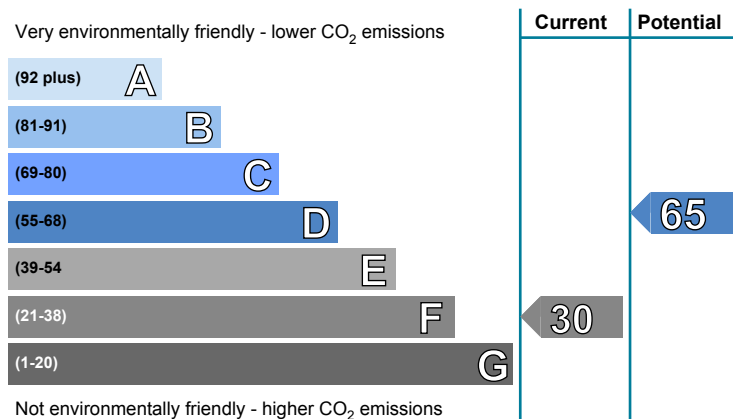 Very environmentally friendly - lower CO2 emissions
Current
Potential
(92 plus) A
(81-91) B
(69-80) C
(55-68) D
65
(39-54 E
(21-38) F
30
(1-20) G
Not environmentally friendly - higher CO2 emissions